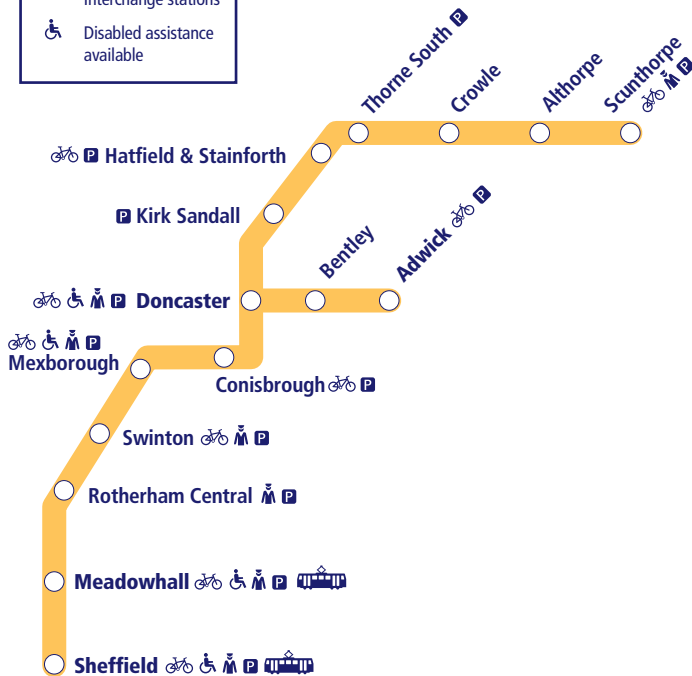 Interchange stations
Disabled assistance
available
Thorne South P
Crowle
Althorpe
Scunthorpe
P
P Hatfield & Stainforth
P Kirk Sandall
Bentley
Adwick P
P Doncaster
P
Mexborough
Conisbrough P
Swinton P
Rotherham Central P
Meadowhall P
Sheffield P